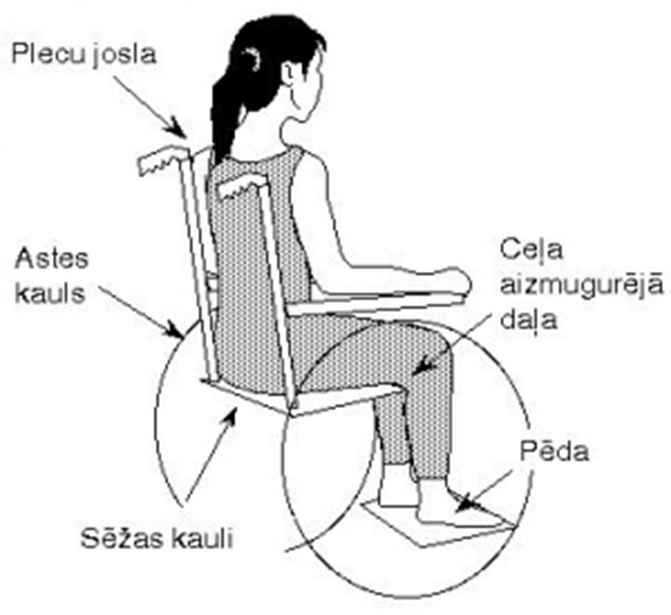 Plecu josla
Astes
kauls
Ceļa
aizmugurējā
daļa
Pēda
Sēžas kauli